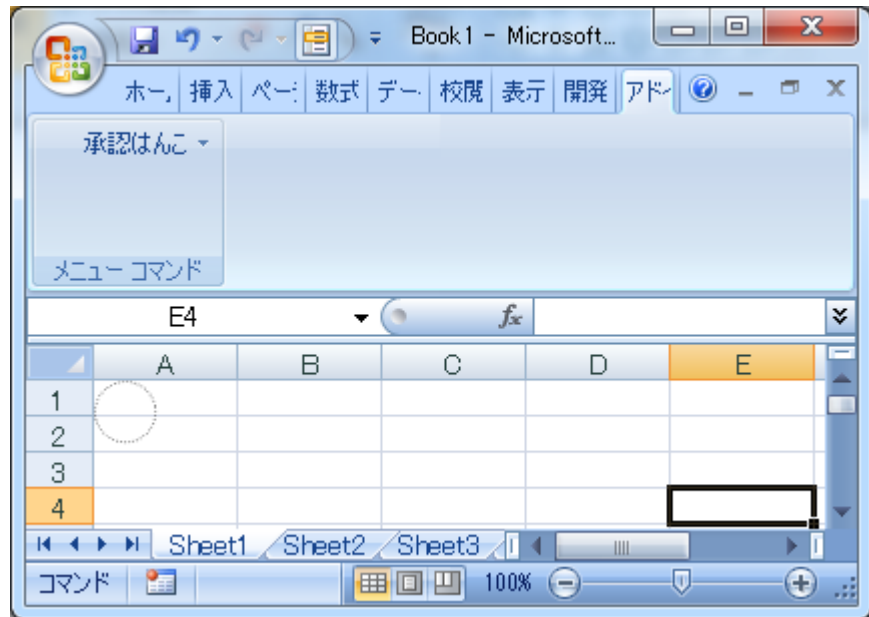 Book1 - Microsoft...
ホー 挿入 ペー 数式 デー 校閲 表示 開発 アド
承認はんこ
メニュー コマンド
E4 fx
A B C D E
1
2
3
4
Sheet1 Sheet2 Sheet3
コマンド 100%